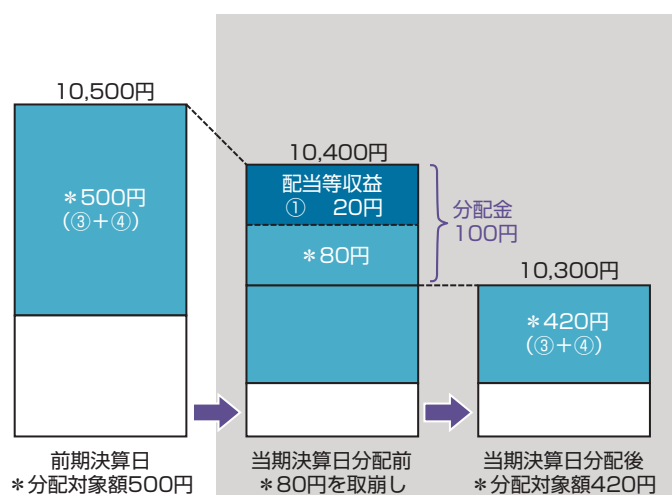 10,500円
＊500円
（③＋④）
前期決算日
＊分配対象額500円
10,400円
配当等収益
①　20円
＊80円
分配金
100円
当期決算日分配前
＊80円を取崩し
10,300円
＊420円
（③＋④）
当期決算日分配後
＊分配対象額420円